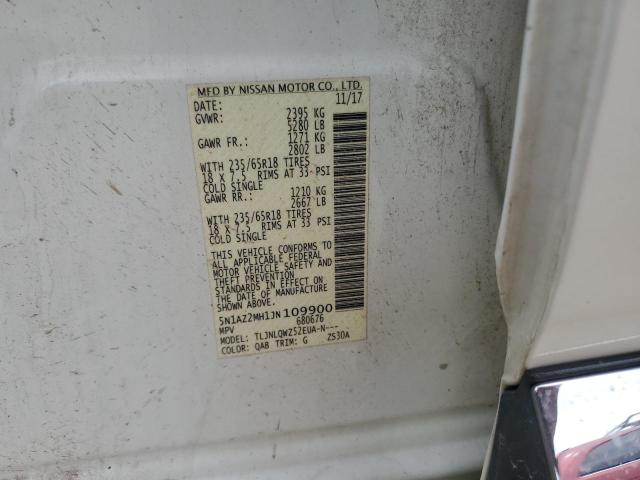 MFD BY NISSAN MOTOR CO., LTD.
DATE: 11/17
GVWR: 2395 KG
5280 LB
GAWR FR.: 1271 KG
2802 LB
WITH 235/65R18 TIRES
18 X 7.5 RIMS AT 33 PSI
COLD SINGLE
GAWR RR.: 1210 KG
2667 LB
WITH 235/65R18 TIRES
18 X 7.5 RIMS AT 33 PSI
COLD SINGLE
THIS VEHICLE CONFORMS TO
ALL APPLICABLE FEDERAL
MOTOR VEHICLE SAFETY AND
THEFT PREVENTION
STANDARDS IN EFFECT ON
THE DATE OF MANUFACTURE
SHOWN ABOVE.
5N1AZ2MH1JN109900
MPV 680676
MODEL: TLJNLQWZ52EUA-N---
COLOR: QAB TRIM: G ZS30A